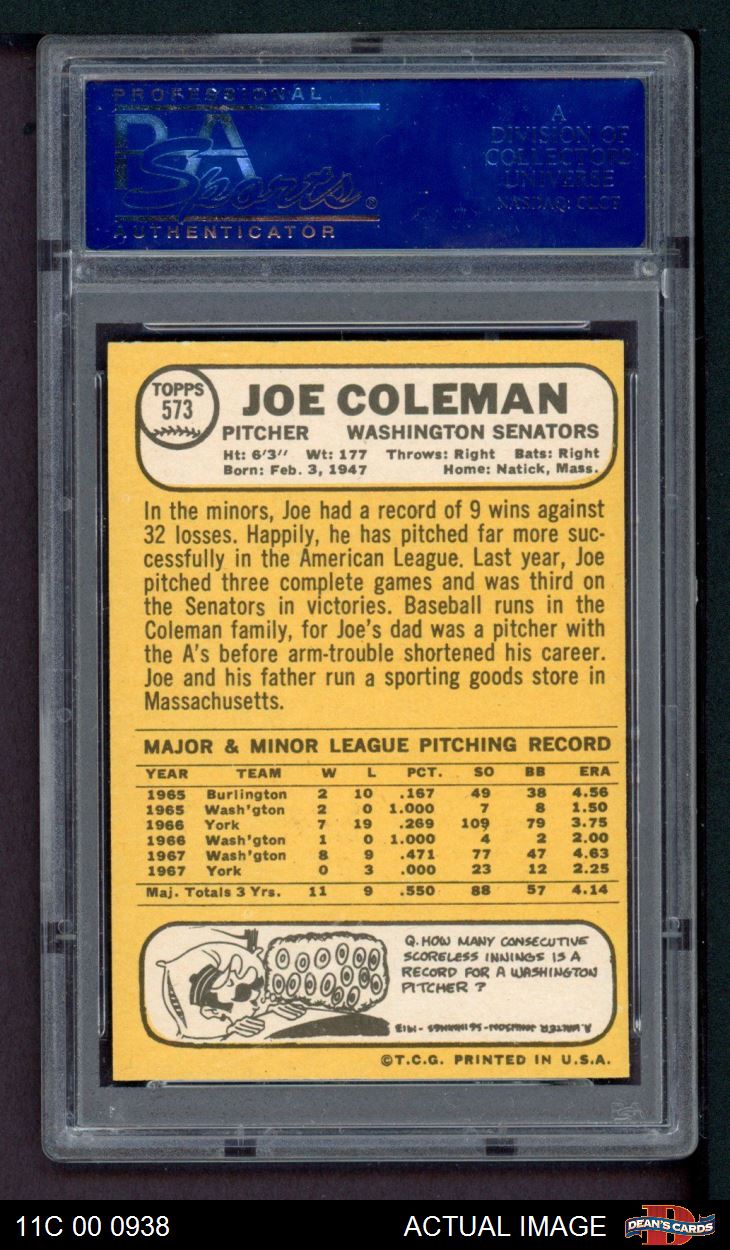 PROFESSIONAL
PSA
Sports®
AUTHENTICATOR
A
DIVISION OF
COLLECTORS
UNIVERSE
NASDAQ: CLCT
TOPPS
573
JOE COLEMAN
PITCHER WASHINGTON SENATORS
Ht: 6'3" Wt: 177 Throws: Right Bats: Right
Born: Feb. 3, 1947 Home: Natick, Mass.
In the minors, Joe had a record of 9 wins against
32 losses. Happily, he has pitched far more suc-
cessfully in the American League. Last year, Joe
pitched three complete games and was third on
the Senators in victories. Baseball runs in the
Coleman family, for Joe's dad was a pitcher with
the A's before arm-trouble shortened his career.
Joe and his father run a sporting goods store in
Massachusetts.
MAJOR & MINOR LEAGUE PITCHING RECORD
YEAR TEAM W L PCT. SO BB ERA
1965 Burlington 2 10 .167 49 38 4.56
1965 Wash'gton 2 0 1.000 7 8 1.50
1966 York 7 19 .269 109 79 3.75
1966 Wash'gton 1 0 1.000 4 2 2.00
1967 Wash'gton 8 9 .471 77 47 4.63
1967 York 0 3 .000 23 12 2.25
Maj. Totals 3 Yrs. 11 9 .550 88 57 4.14
Q. HOW MANY CONSECUTIVE
SCORELESS INNINGS IS A
RECORD FOR A WASHINGTON
PITCHER ?
A. WALTER JOHNSON-56 INNINGS-1913
©T.C.G. PRINTED IN U.S.A.
11C 00 0938 ACTUAL IMAGE
DEAN'S CARDS